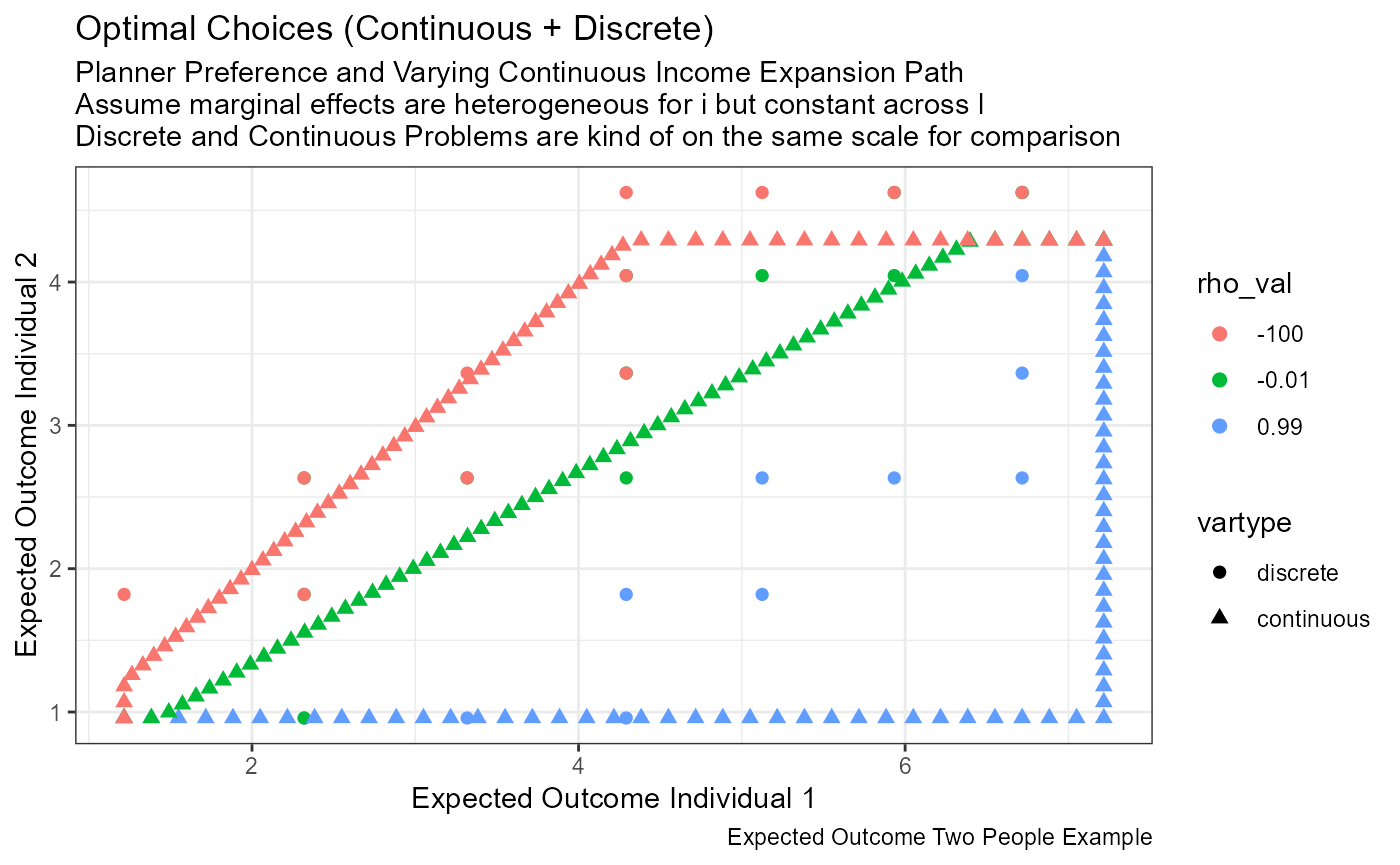 Optimal Choices (Continuous + Discrete)
Planner Preference and Varying Continuous Income Expansion Path
Assume marginal effects are heterogeneous for i but constant across l
Discrete and Continuous Problems are kind of on the same scale for comparison
Expected Outcome Individual 2
4
3
2
1
2
4
6
Expected Outcome Individual 1
Expected Outcome Two People Example
rho_val
-100
-0.01
0.99
vartype
discrete
continuous